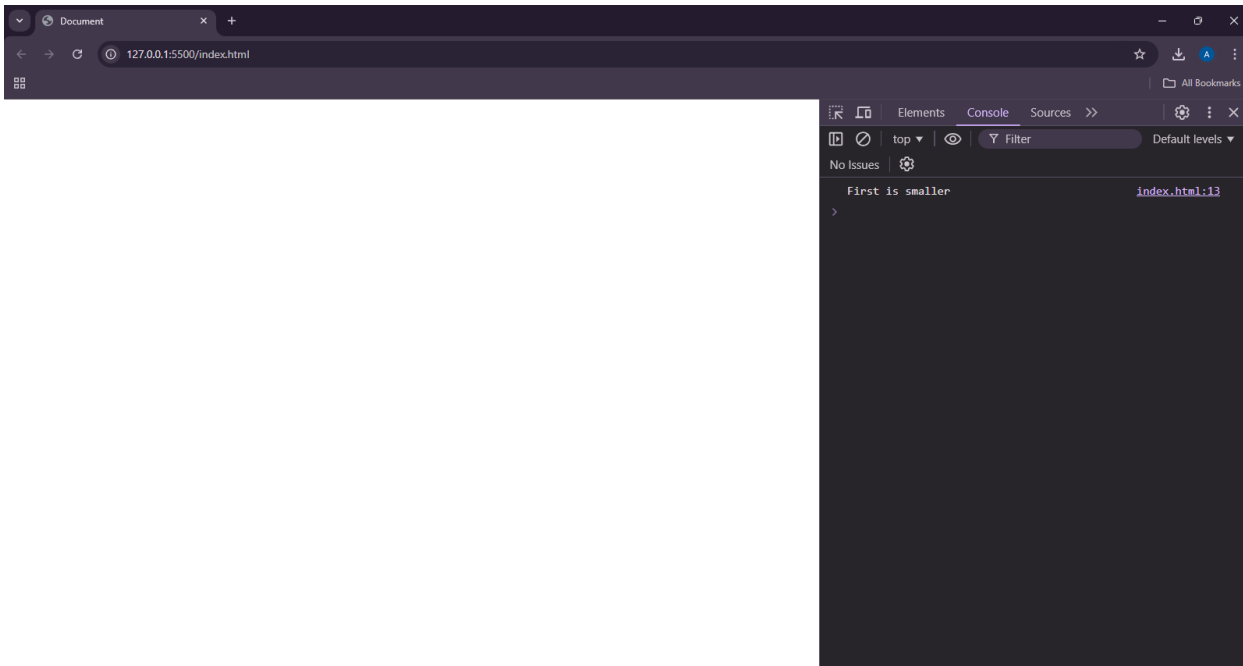 Document
127.0.0.1:5500/index.html
A
All Bookmarks
Elements Console Sources
top Filter Default levels
No Issues
First is smaller index.html:13